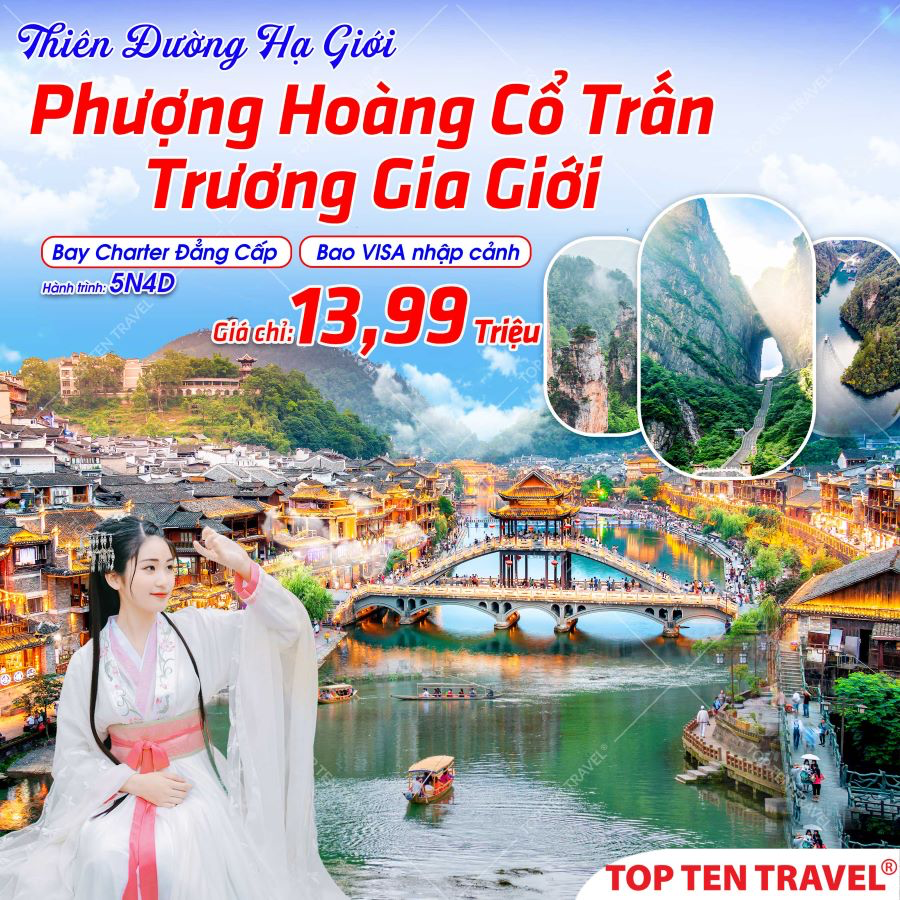 Thiên Đường Hạ Giới
Phượng Hoàng Cổ Trấn
Trương Gia Giới
Bay Charter Đẳng Cấp
Bao VISA nhập cảnh
Hành trình: 5N4D
Giá chỉ: 13,99 Triệu
TOP TEN TRAVEL®